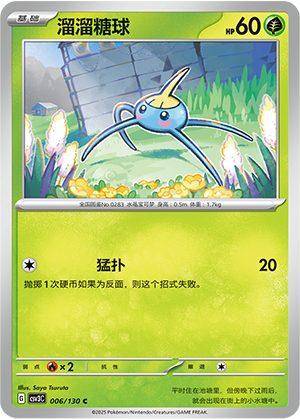 基础
溜溜糖球
HP60
全国图鉴No.0283 水黾宝可梦 身高:0.5m 体重:1.7kg
猛扑 20
抛掷1次硬币如果为反面,则这个招式失败。
弱点 ×2 抗性 撤退
Illus. Saya Tsuruta
G CSV3C 006/130 C
平时住在池塘里,但傍晚下过雨后,
就会出现在街上的小水塘中。
©2025 Pokémon/Nintendo/Creatures/GAME FREAK.